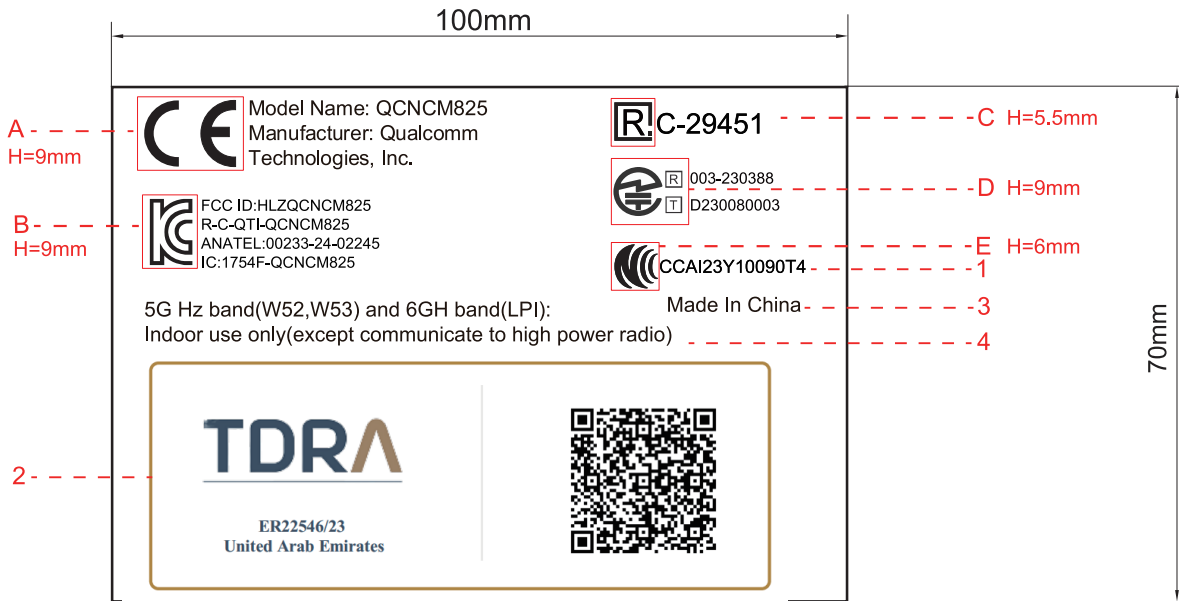 100mm
A
H=9mm
CE
Model Name: QCNCM825
Manufacturer: Qualcomm
Technologies, Inc.
R C-29451
C H=5.5mm
R 003-230388
T D230080003
D H=9mm
B
H=9mm
KC
FCC ID:HLZQCNCM825
R-C-QTI-QCNCM825
ANATEL:00233-24-02245
IC:1754F-QCNCM825
E H=6mm
CCAI23Y10090T4
1
5G Hz band(W52,W53) and 6GH band(LPI):
Made In China
3
Indoor use only(except communicate to high power radio)
4
70mm
2
TDRA
ER22546/23
United Arab Emirates